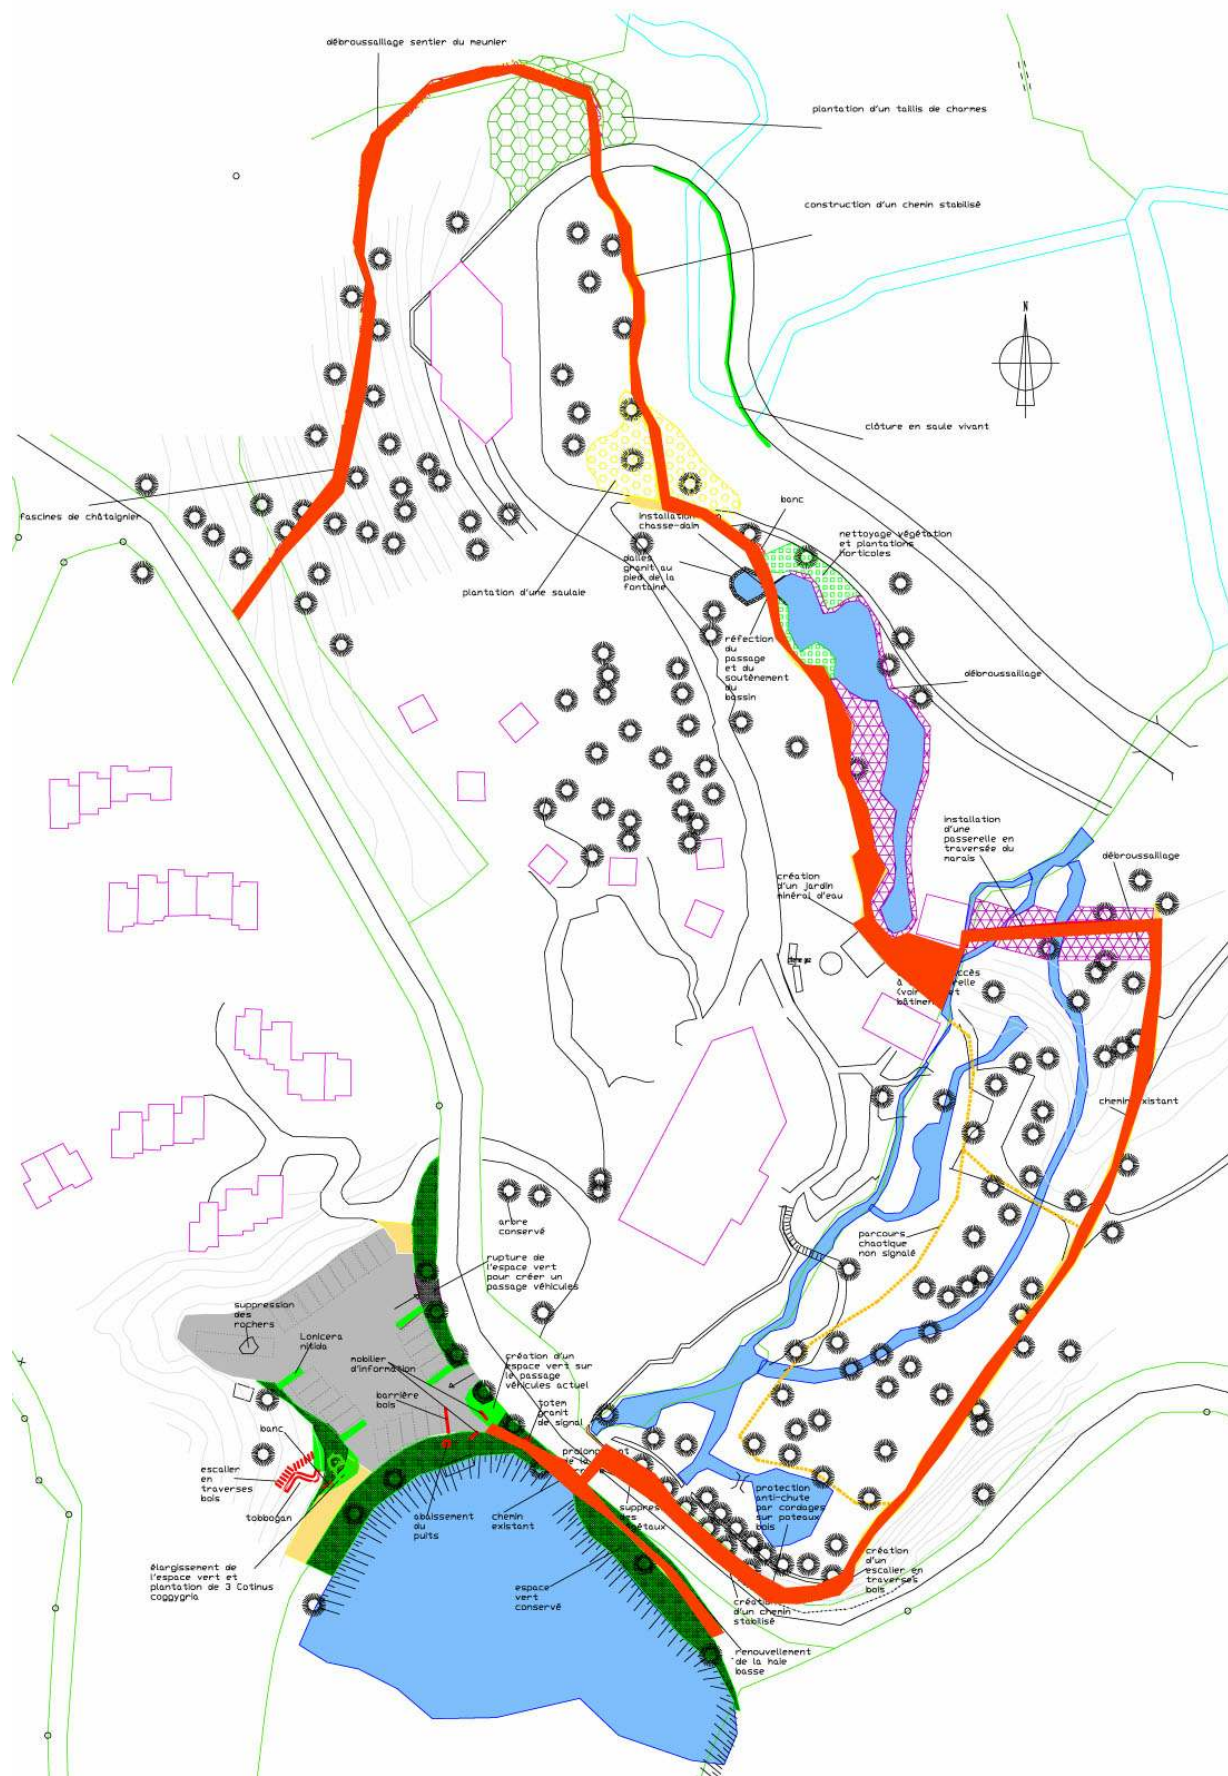 débroussaillage sentier du meunier
plantation d'un taillis de charmes
construction d'un chemin stabilisé
N
clôture en saule vivant
fascines de châtaignier
banc
installation
chasse-daim
nettoyage végétation
et plantations
horticoles
dalles
granit au
pied de la
fontaine
plantation d'une saulaie
réfection
du
passage
et du
soutènement
du
bassin
débroussaillage
installation
d'une
passerelle en
traversée du
marais
débroussaillage
création
d'un jardin
minéral d'eau
accès
à
(voir
chemin existant
arbre
conservé
parcours
chaotique
non signalé
rupture de
l'espace vert
pour créer un
passage véhicules
suppression
des
rochers
Lonicera
nitida
mobilier
d'information
création d'un
espace vert sur
le passage
véhicules actuel
barrière
bois
totem
granit
de signal
banc
escalier
en
traverses
bois
tobbogan
abaissement
du
puits
chemin
existant
protection
anti-chute
par cordages
sur poteaux
bois
élargissement de
l'espace vert et
plantation de 3 Cotinus
coggygria
espace
vert
conservé
création
d'un
escalier en
traverses
bois
création
d'un chemin
stabilisé
renouvellement
de la haie
basse